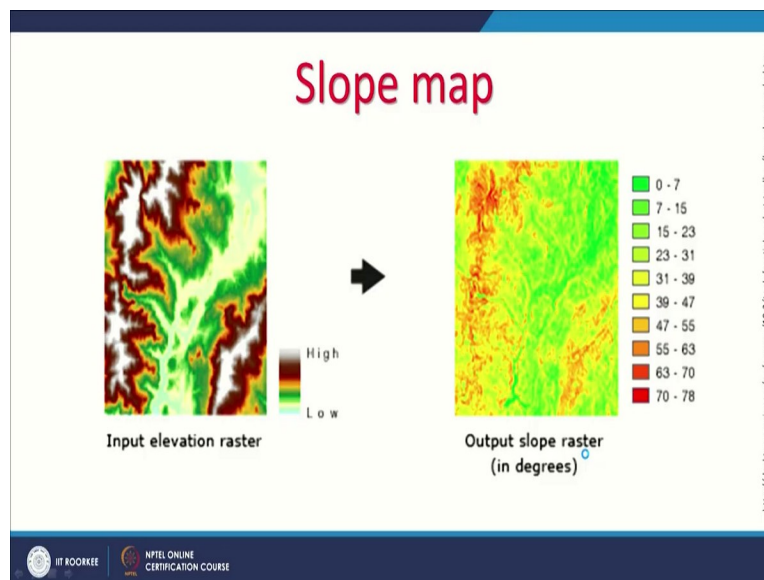 Slope map
High
Low
Input elevation raster
0 - 7
7 - 15
15 - 23
23 - 31
31 - 39
39 - 47
47 - 55
55 - 63
63 - 70
70 - 78
Output slope raster
(in degrees)
IIT ROORKEE
NPTEL ONLINE
CERTIFICATION COURSE
NPTEL